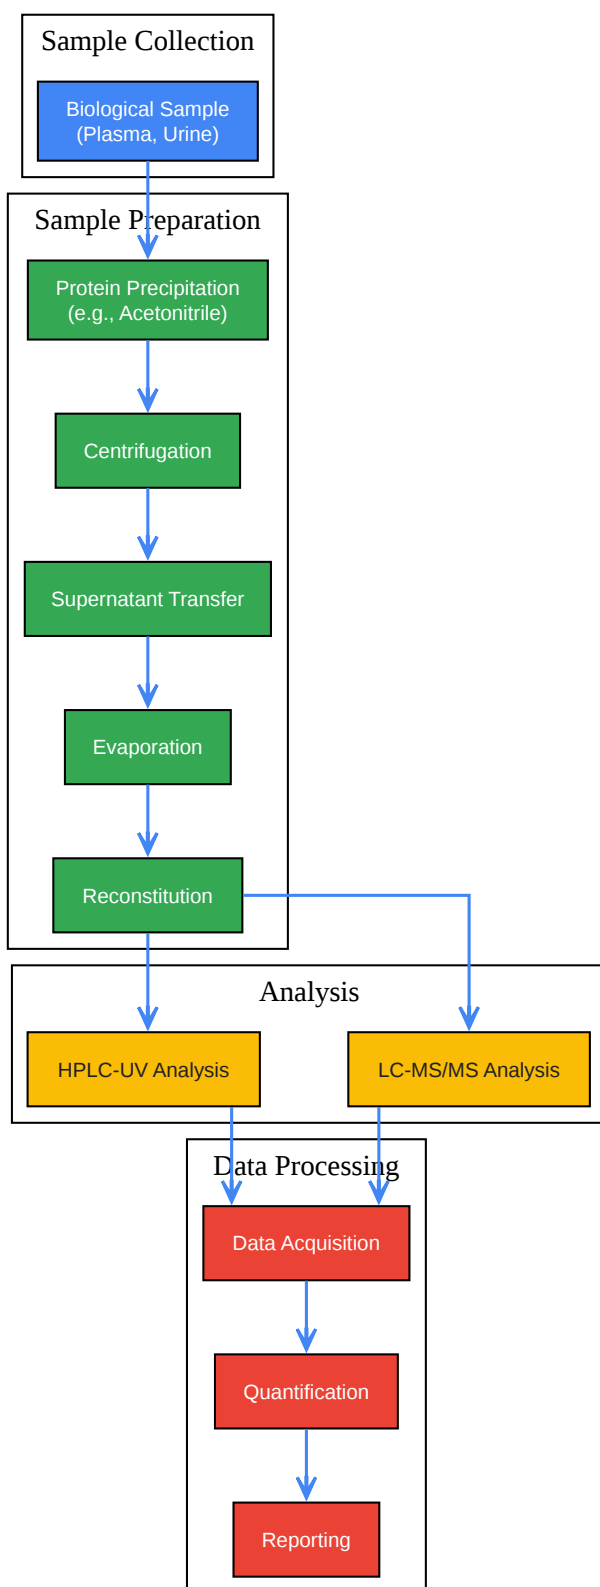 Sample Collection
Biological Sample
(Plasma, Urine)
Sample Preparation
Protein Precipitation
(e.g., Acetonitrile)
Centrifugation
Supernatant Transfer
Evaporation
Reconstitution
Analysis
HPLC-UV Analysis
LC-MS/MS Analysis
Data Processing
Data Acquisition
Quantification
Reporting